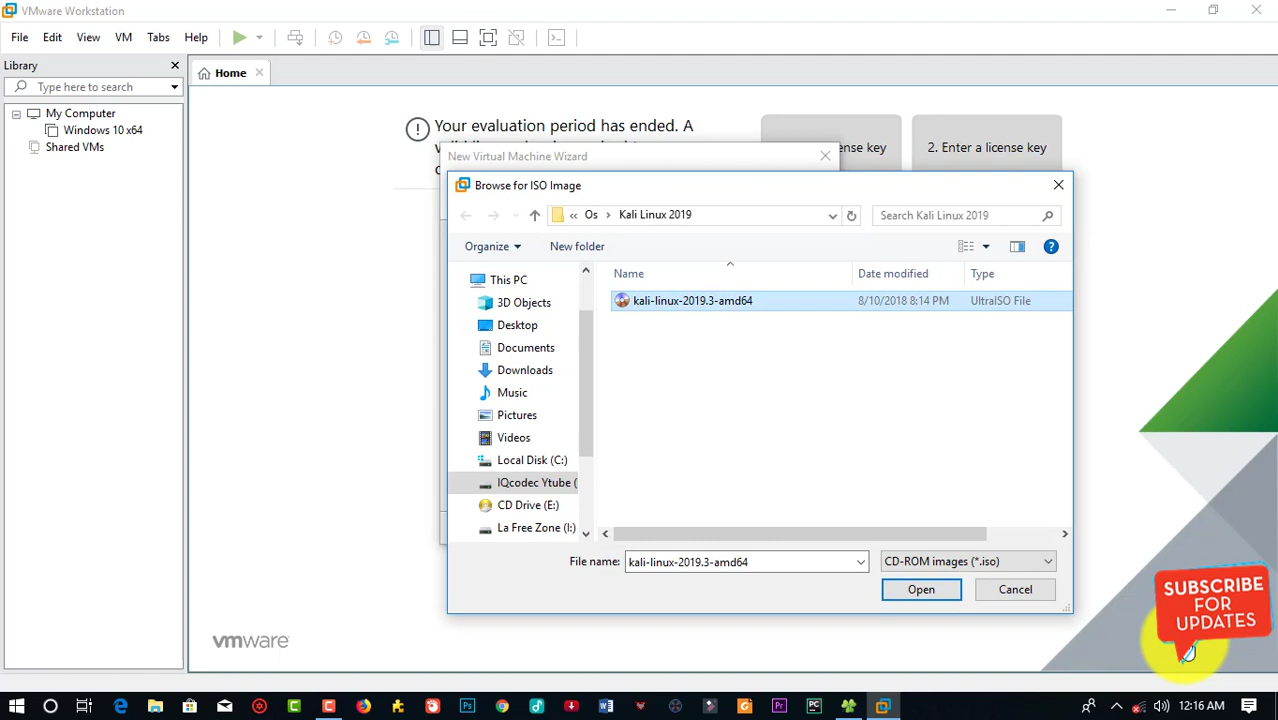 VMware Workstation
File Edit View VM Tabs Help
Library
Type here to search
My Computer
Windows 10 x64
Shared VMs
Home
Your evaluation period has ended. A
ense key
2. Enter a license key
New Virtual Machine Wizard
Browse for ISO Image
« Os › Kali Linux 2019
Search Kali Linux 2019
Organize
New folder
Name Date modified Type
kali-linux-2019.3-amd64 8/10/2018 8:14 PM UltraISO File
This PC
3D Objects
Desktop
Documents
Downloads
Music
Pictures
Videos
Local Disk (C:)
IQcodec Ytube (
CD Drive (E:)
La Free Zone (I:)
File name: kali-linux-2019.3-amd64 CD-ROM images (*.iso)
Open Cancel
vmware
SUBSCRIBE
FOR
UPDATES
12:16 AM